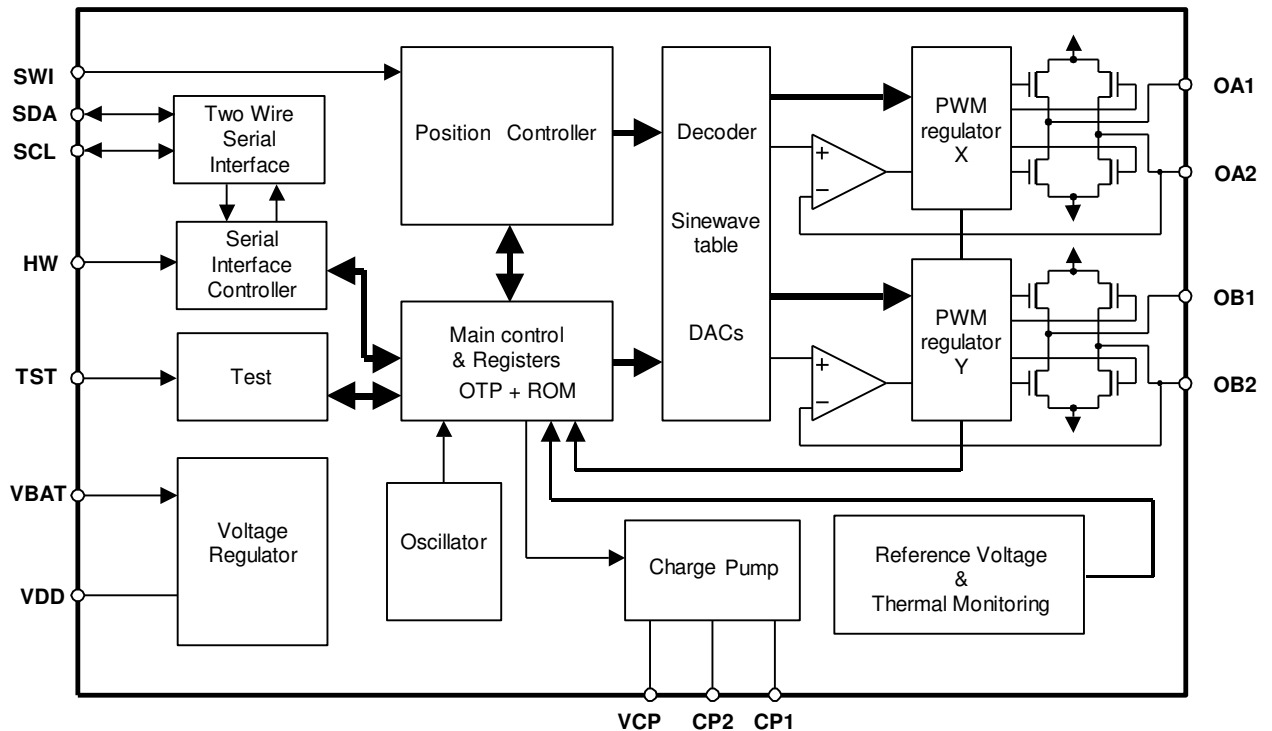 SWI
SDA
SCL
HW
TST
VBAT
VDD
Two Wire
Serial
Interface
Serial
Interface
Controller
Test
Voltage
Regulator
Position Controller
Main control
& Registers
OTP + ROM
Oscillator
Decoder
Sinewave
table
DACs
+
−
+
−
PWM
regulator
X
PWM
regulator
Y
Charge Pump
Reference Voltage
&
Thermal Monitoring
OA1
OA2
OB1
OB2
VCP
CP2
CP1